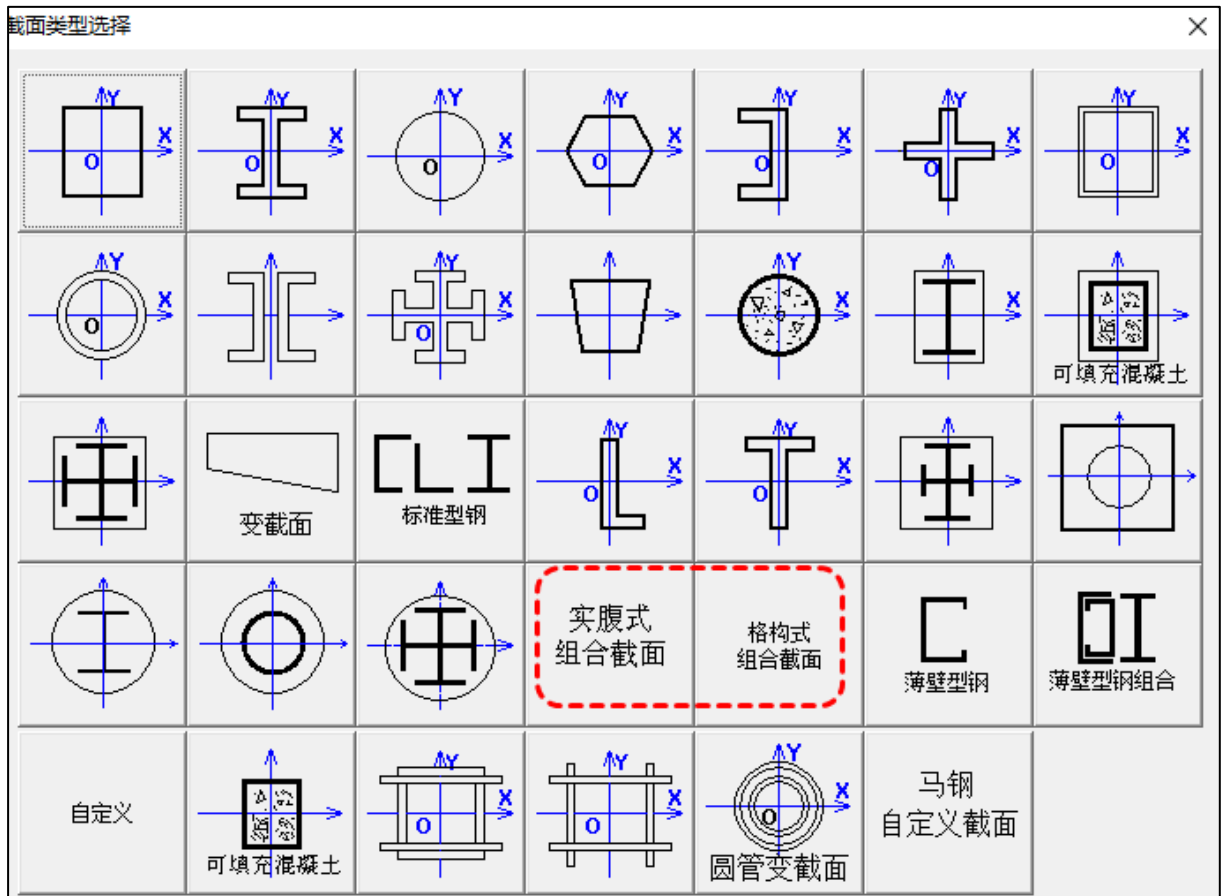 截面类型选择
Y Y Y Y Y Y Y
X X X X X X X
O O O O O O O
Y Y Y
X X
O O
可填充混凝土
Y Y
X X
O O
变截面
标准型钢
实腹式
组合截面
格构式
组合截面
薄壁型钢
薄壁型钢组合
自定义
可填充混凝土
Y Y Y
X X X
O O O
圆管变截面
马钢
自定义截面